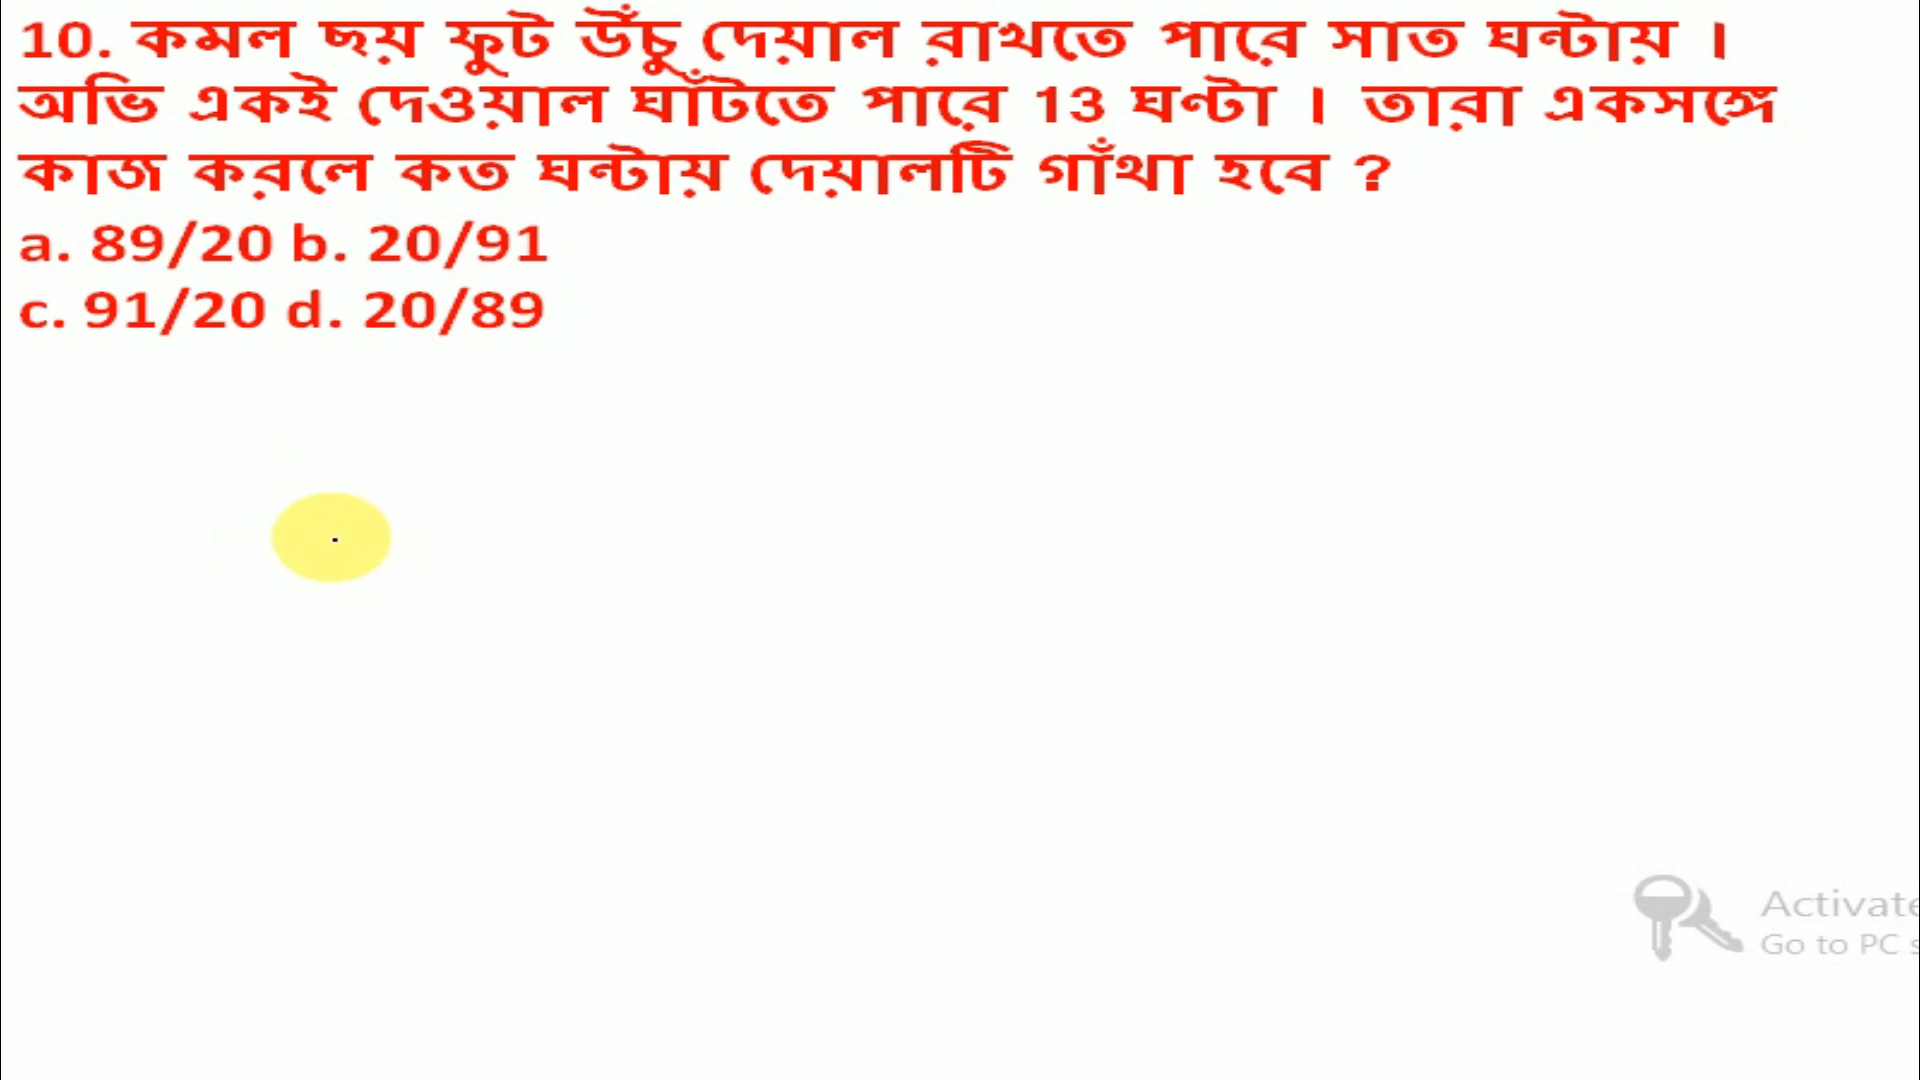 10. কমল ছয় ফুট উঁচু দেয়াল রাখতে পারে সাত ঘন্টায় ।
অভি একই দেওয়াল ঘাঁটতে পারে 13 ঘণ্টা । তারা একসঙ্গে
কাজ করলে কত ঘন্টায় দেয়ালটি গাঁথা হবে ?
a. 89/20 b. 20/91
c. 91/20 d. 20/89
Activate
Go to PC s